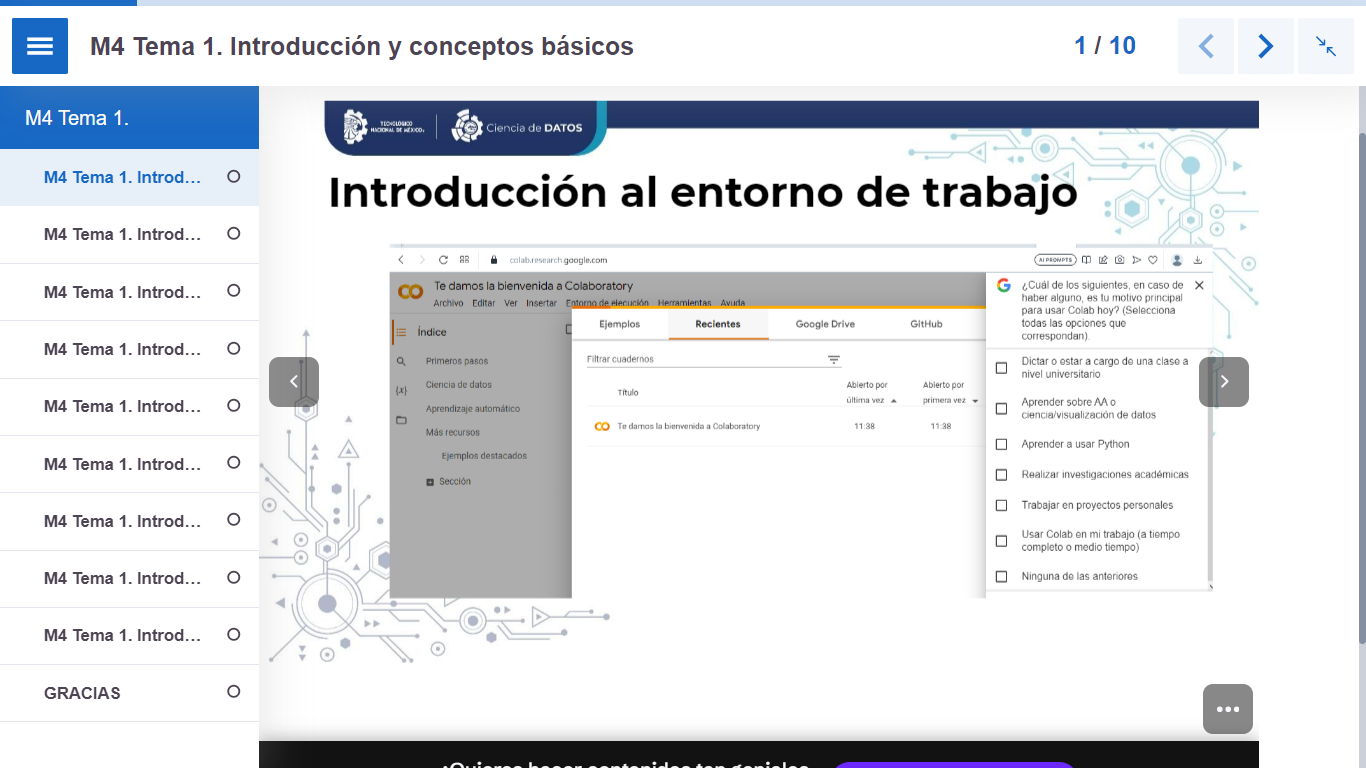 M4 Tema 1. Introducción y conceptos básicos
1 / 10
M4 Tema 1.
M4 Tema 1. Introd...
M4 Tema 1. Introd...
M4 Tema 1. Introd...
M4 Tema 1. Introd...
M4 Tema 1. Introd...
M4 Tema 1. Introd...
M4 Tema 1. Introd...
M4 Tema 1. Introd...
M4 Tema 1. Introd...
GRACIAS
TECNOLÓGICO
NACIONAL DE MÉXICO
Ciencia de DATOS
Introducción al entorno de trabajo
colab.research.google.com
AI PROMPTS
Te damos la bienvenida a Colaboratory
Archivo Editar Ver Insertar Entorno de ejecución Herramientas Ayuda
Índice
Primeros pasos
Ciencia de datos
Aprendizaje automático
Más recursos
Ejemplos destacados
Sección
{x}
Ejemplos Recientes Google Drive GitHub
Filtrar cuadernos
Título
Abierto por
última vez
Abierto por
primera vez
Te damos la bienvenida a Colaboratory 11:38 11:38
¿Cuál de los siguientes, en caso de
haber alguno, es tu motivo principal
para usar Colab hoy? (Selecciona
todas las opciones que
correspondan).
Dictar o estar a cargo de una clase a
nivel universitario
Aprender sobre AA o
ciencia/visualización de datos
Aprender a usar Python
Realizar investigaciones académicas
Trabajar en proyectos personales
Usar Colab en mi trabajo (a tiempo
completo o medio tiempo)
Ninguna de las anteriores
¿Quieres hacer contenidos tan geniales